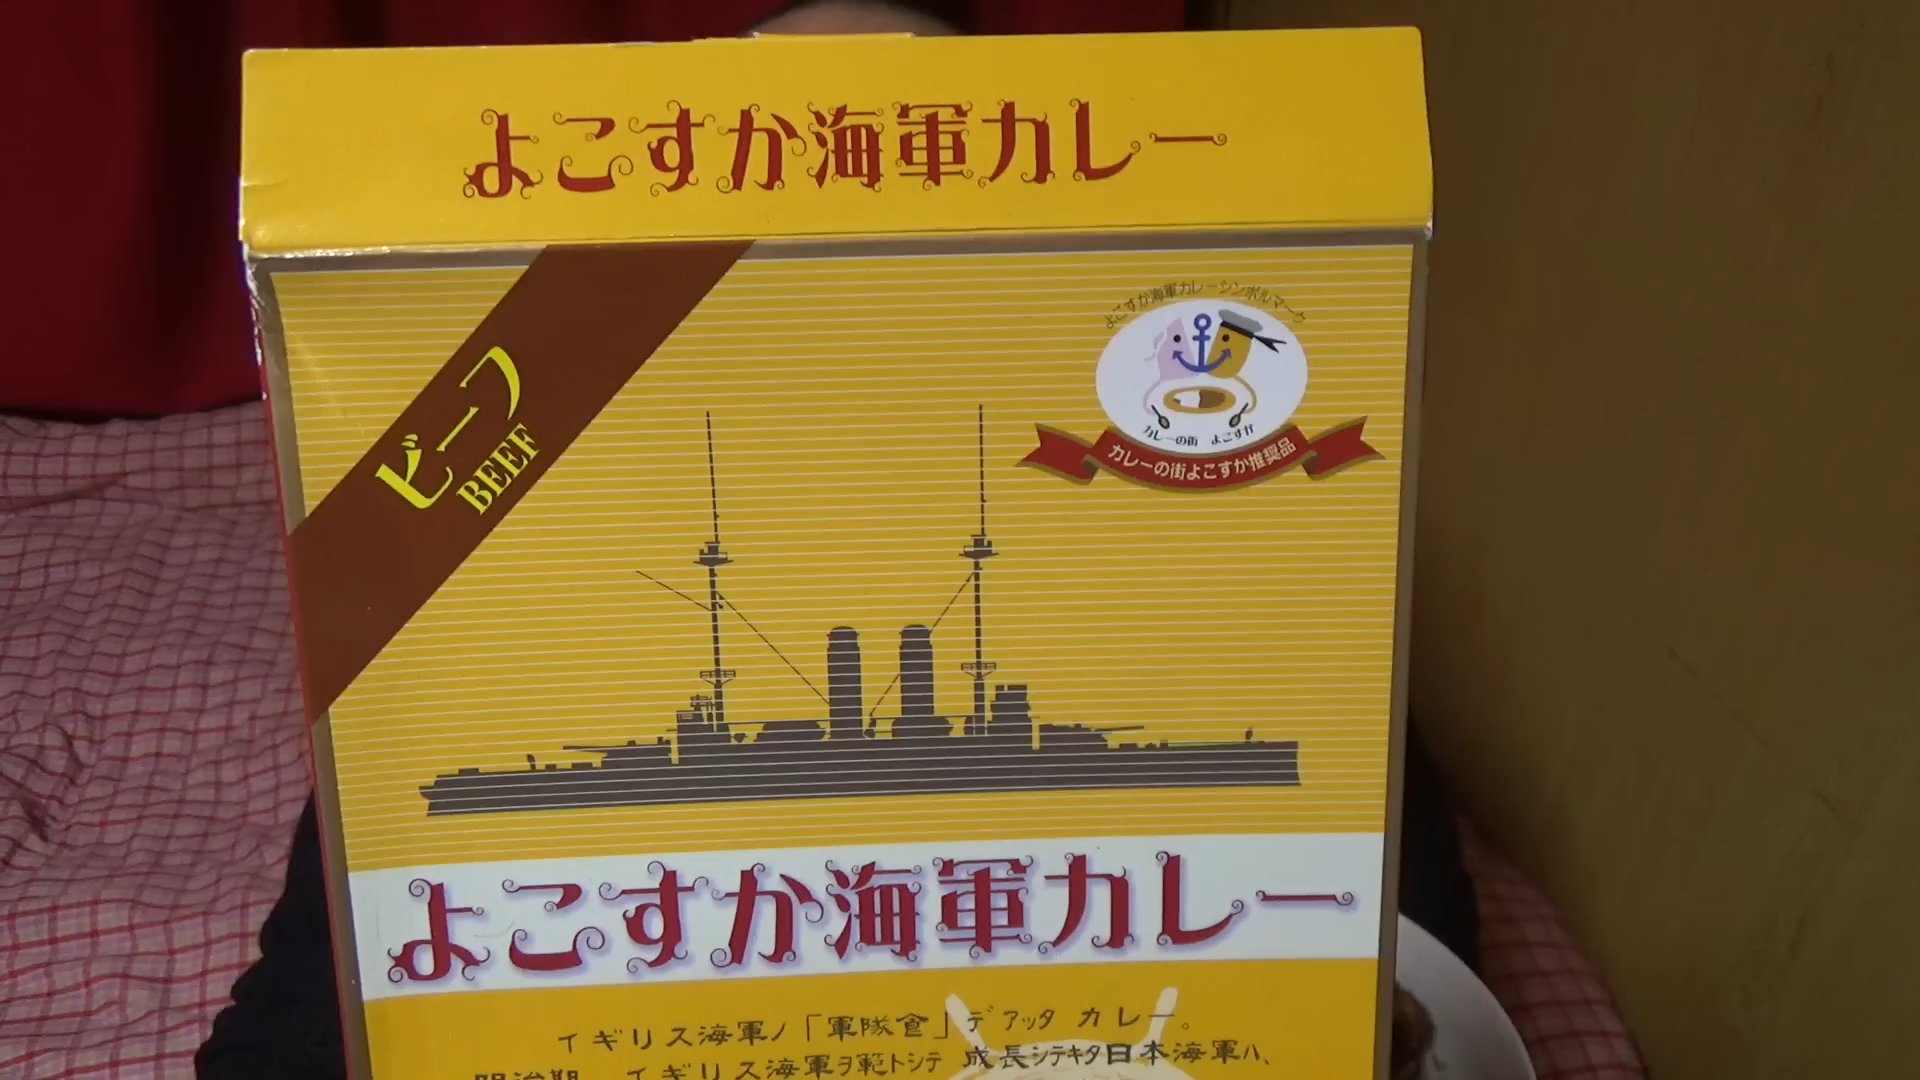 よこすか海軍カレー
ビーフ
BEEF
よこすか海軍カレーシンボルマーク
カレーの街 よこすか
カレーの街よこすか推奨品
よこすか海軍カレー
イギリス海軍ノ「軍隊食」デアッタ カレー。
明治期、イギリス海軍ヲ範トシテ 成長シテキタ日本海軍ハ、